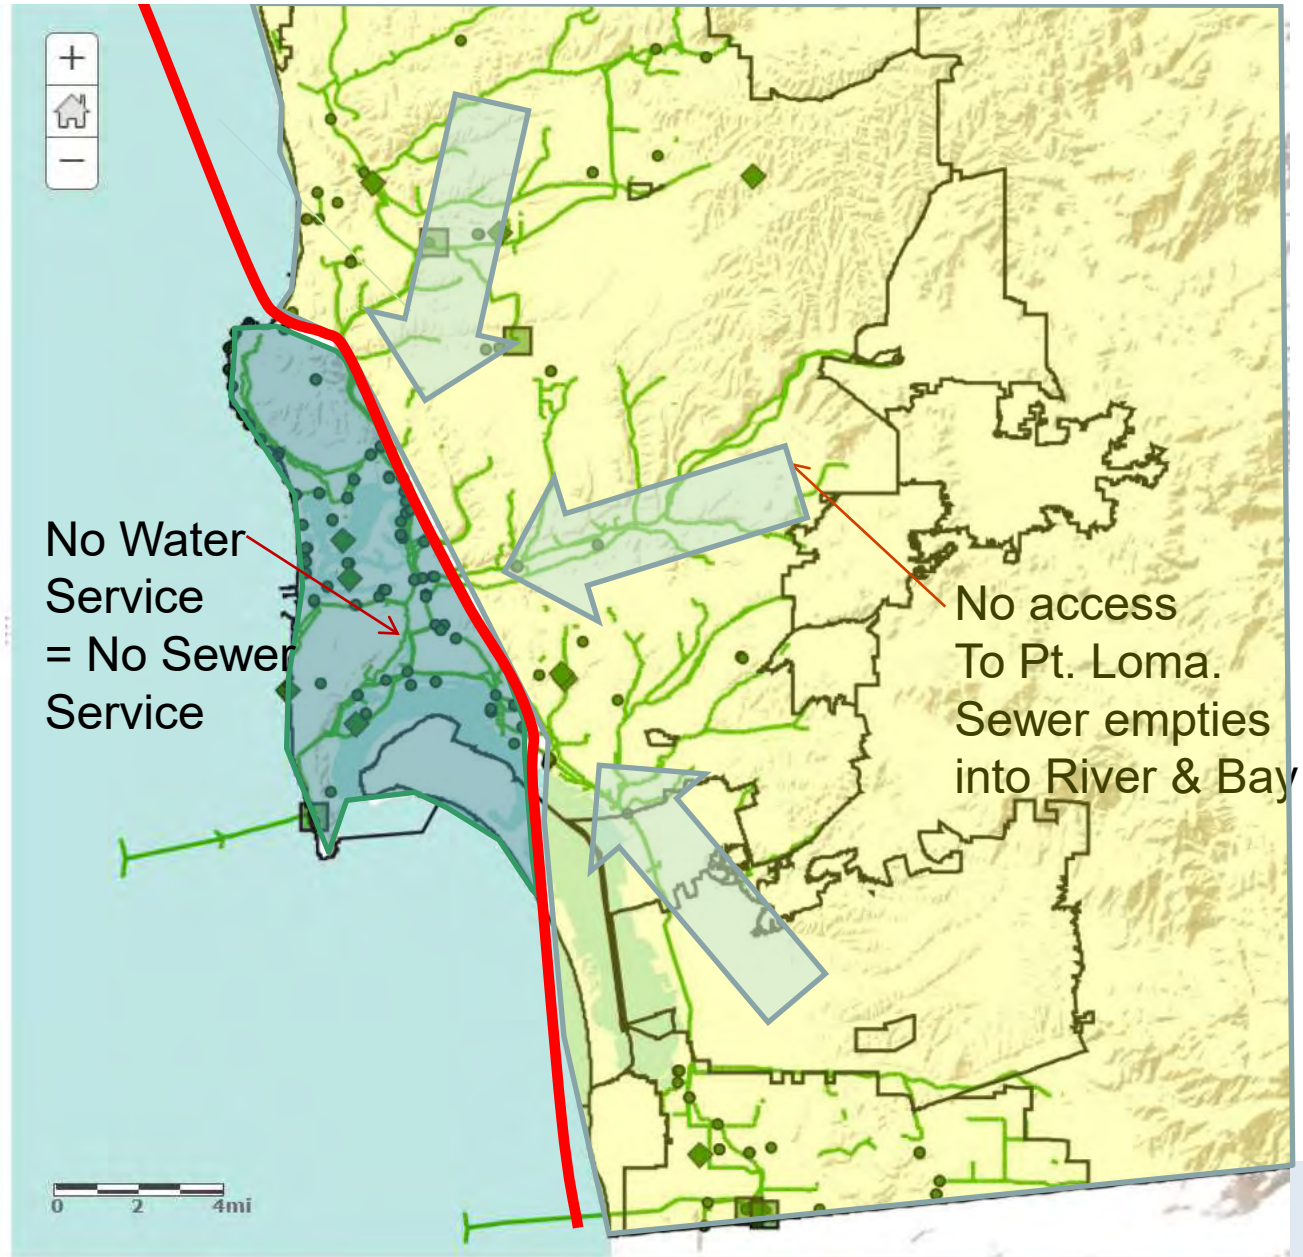 +
−
No Water
Service
= No Sewer
Service
No access
To Pt. Loma.
Sewer empties
into River & Bay
0 2 4mi